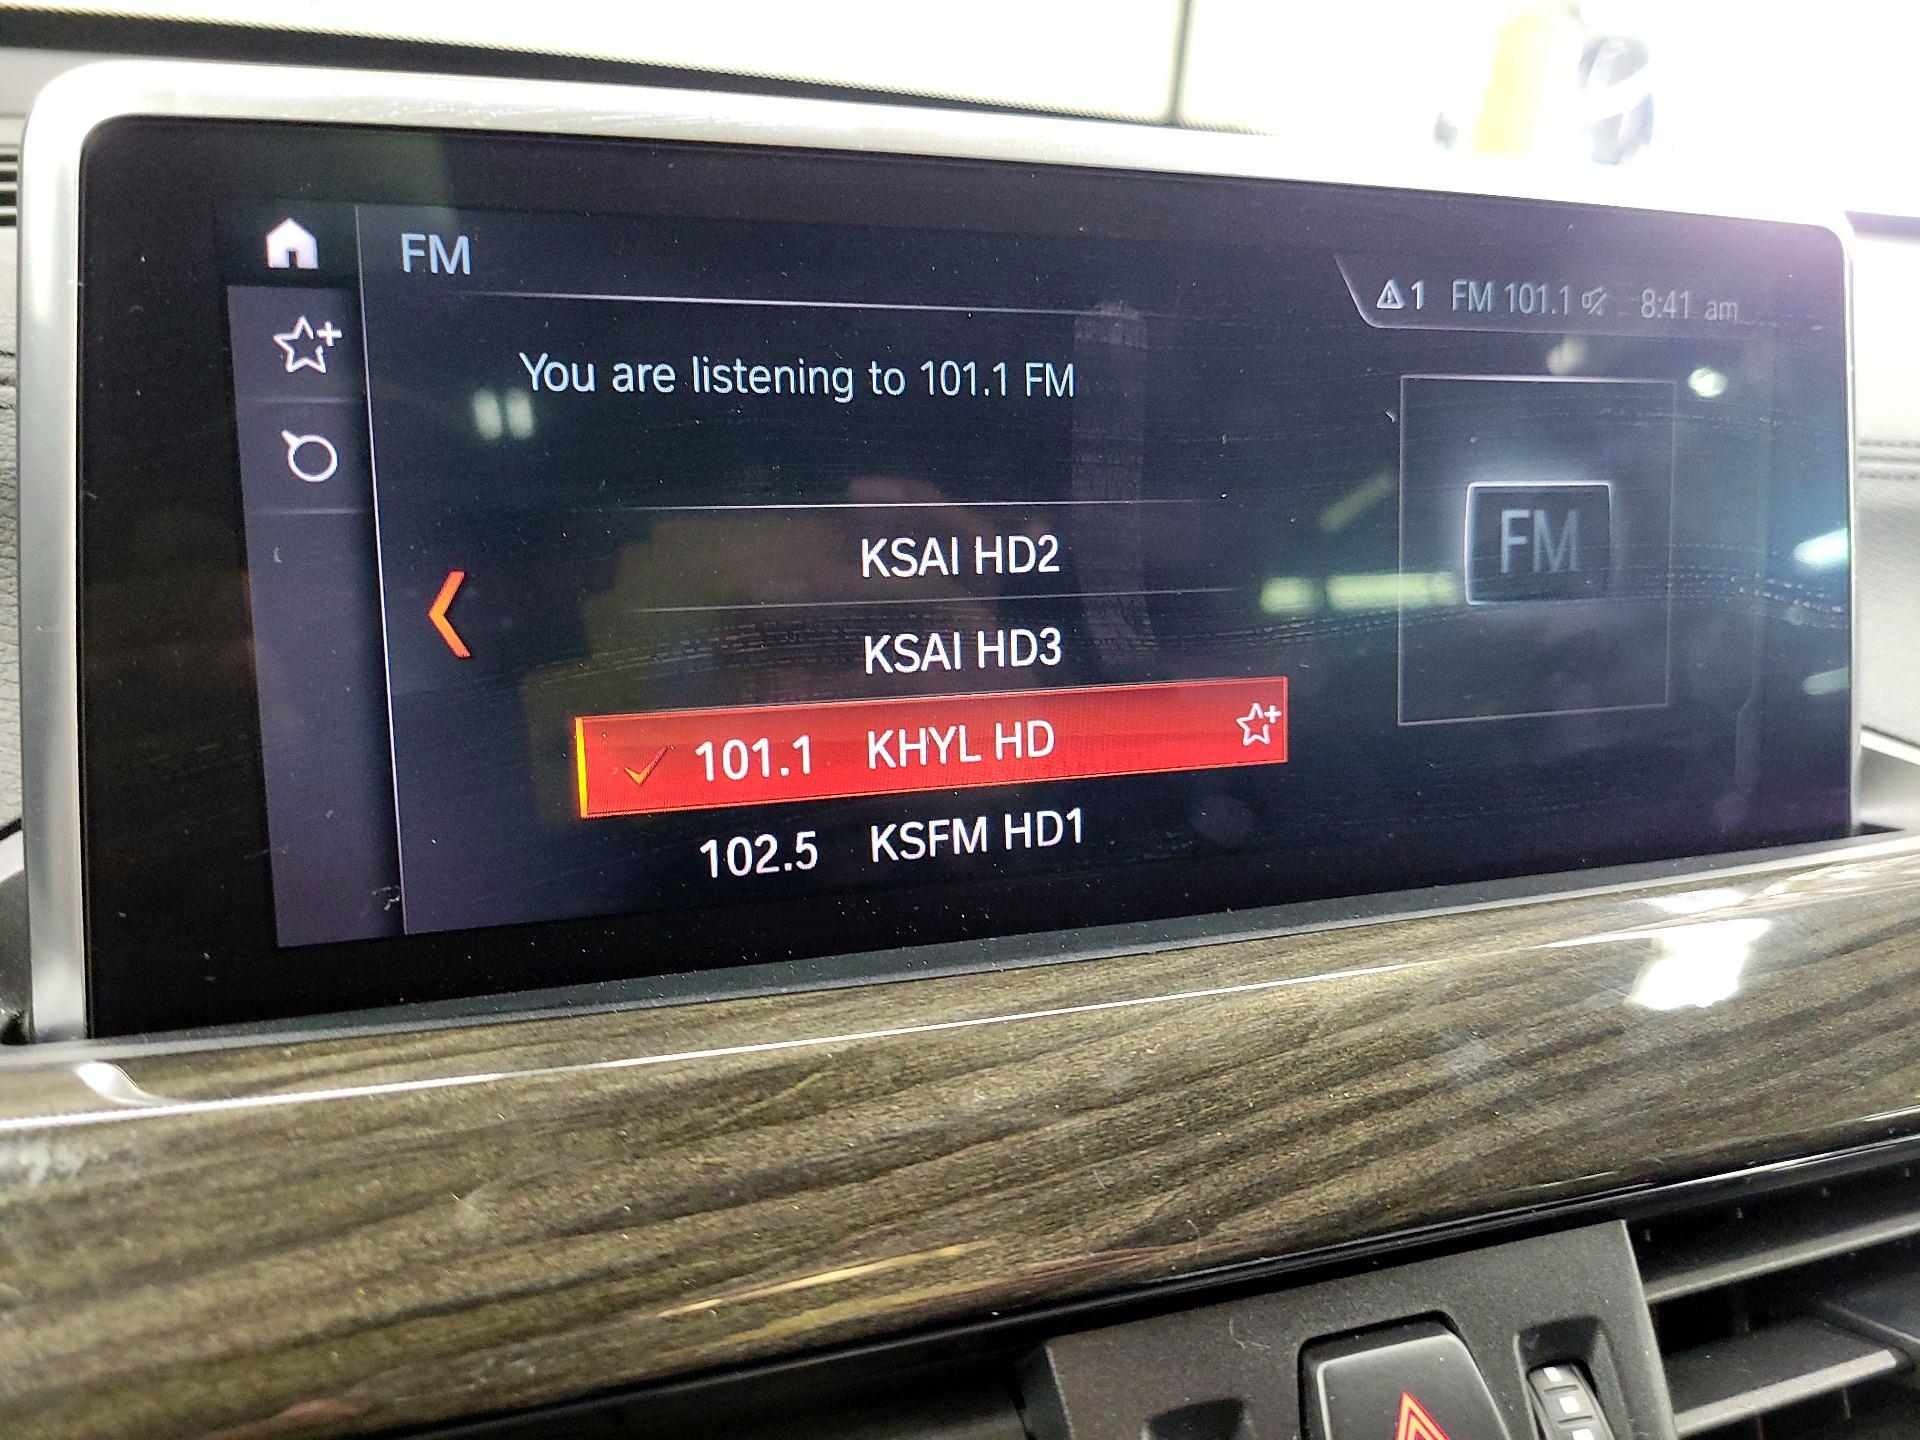 FM
1 FM 101.1 8:41 am
You are listening to 101.1 FM
FM
KSAI HD2
KSAI HD3
101.1 KHYL HD
102.5 KSFM HD1